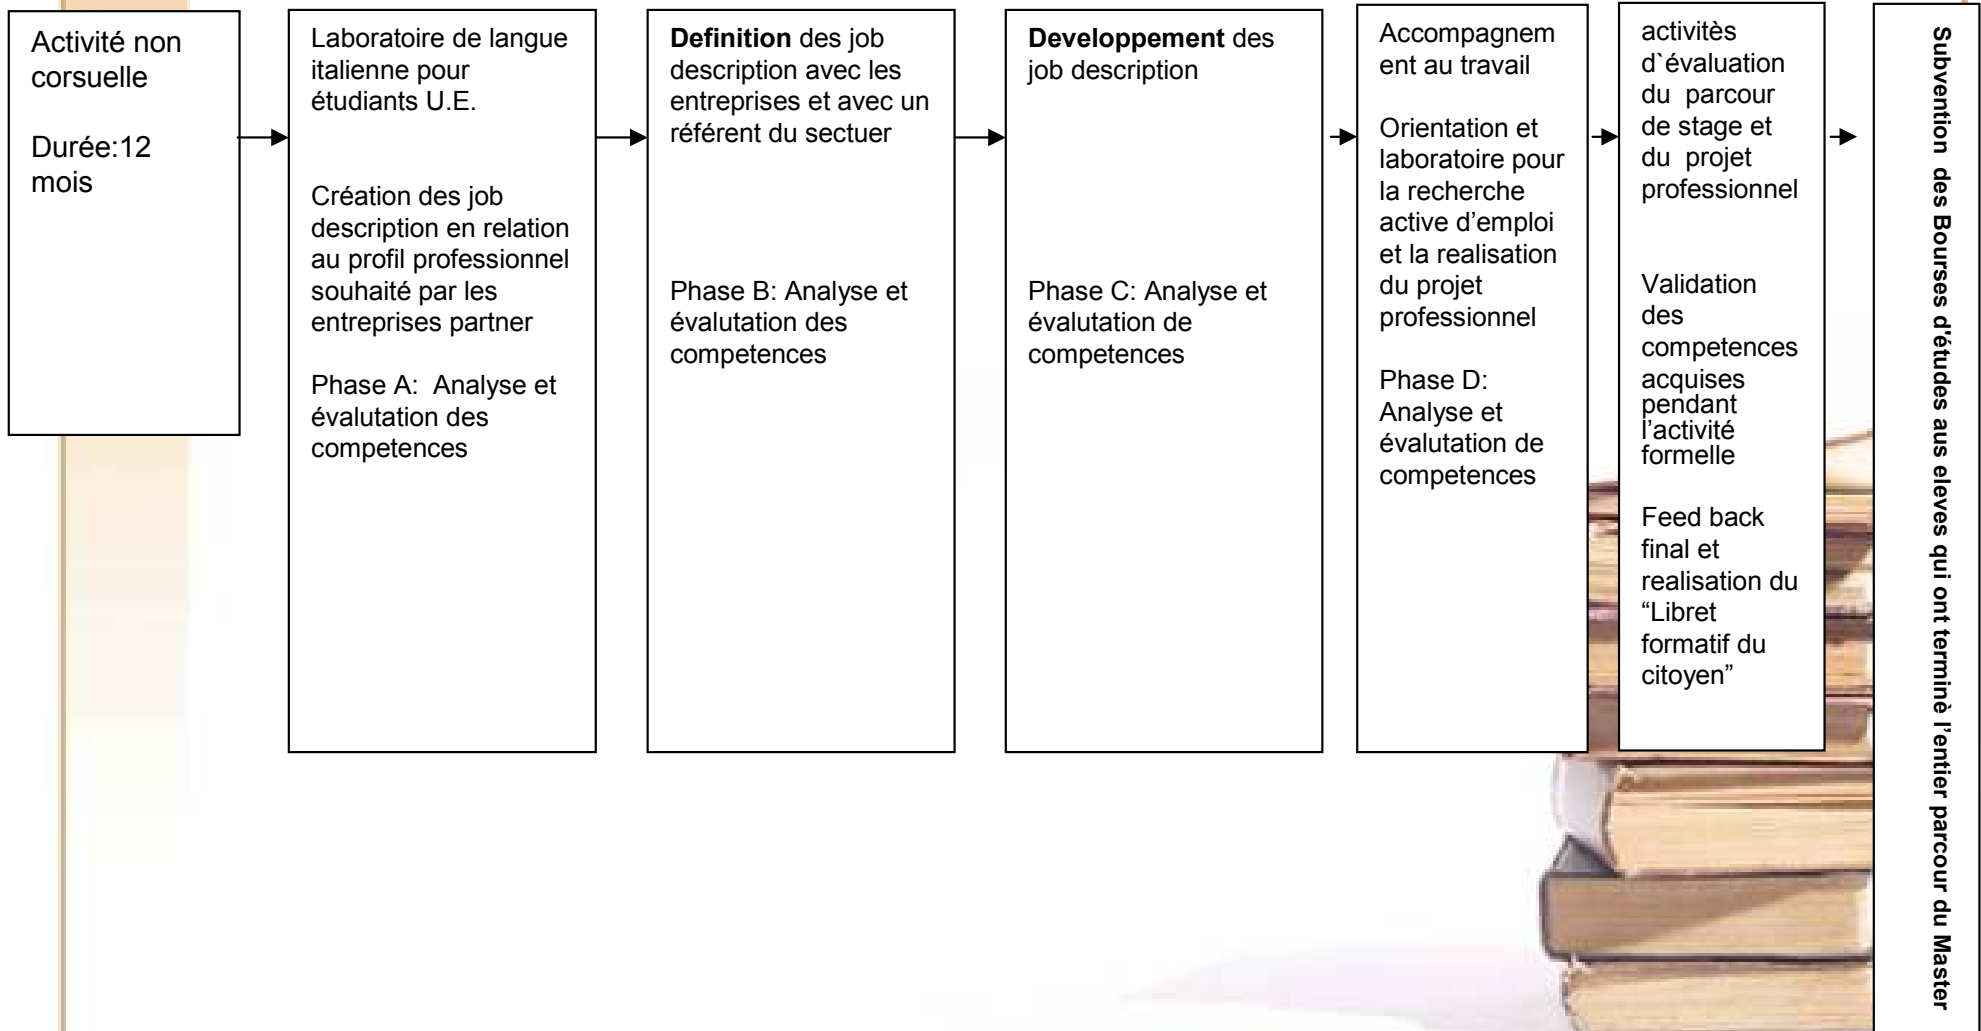 Activité non
corsuelle
Durée:12
mois
Laboratoire de langue
italienne pour
étudiants U.E.
Création des job
description en relation
au profil professionnel
souhaité par les
entreprises partner
Phase A:  Analyse et
évalutation des
competences
Definition des job
description avec les
entreprises et avec un
référent du sectuer
Phase B: Analyse et
évalutation des
competences
Developpement des
job description
Phase C: Analyse et
évalutation de
competences
Accompagnem
ent au travail
Orientation et
laboratoire pour
la recherche
active d’emploi
et la realisation
du projet
professionnel
Phase D:
Analyse et
évalutation de
competences
activitès
d`évaluation
du  parcour
de stage et
du  projet
professionnel
Validation
des
competences
acquises
pendant
l’activité
formelle
Feed back
final et
realisation du
“Libret
formatif du
citoyen”
Subvention  des Bourses d'études aus eleves qui ont terminè l’entier parcour du Master